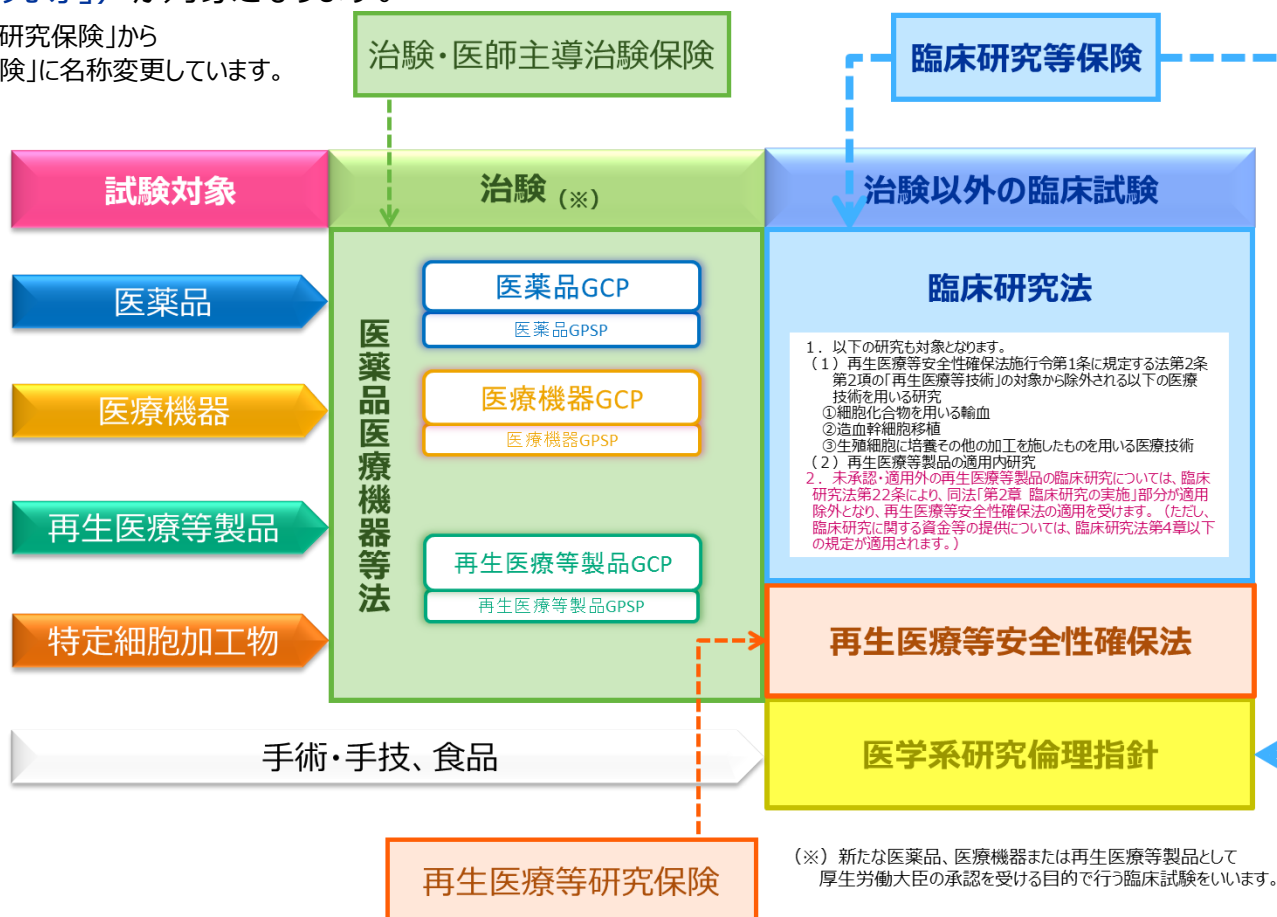 研究保険」から
険」に名称変更しています。
治験・医師主導治験保険
臨床研究等保険
試験対象
治験（※）
治験以外の臨床試験
医薬品
医療機器
再生医療等製品
特定細胞加工物
手術・手技、食品
医薬品医療機器等法
医薬品GCP
医薬品GPSP
医療機器GCP
医療機器GPSP
再生医療等製品GCP
再生医療等製品GPSP
臨床研究法
１．以下の研究も対象となります。
（１）再生医療等安全性確保法施行令第1条に規定する法第2条
第2項の「再生医療等技術」の対象から除外される以下の医療
技術を用いる研究
①細胞化合物を用いる輸血
②造血幹細胞移植
③生殖細胞に培養その他の加工を施したものを用いる医療技術
（２）再生医療等製品の適用内研究
２．未承認・適用外の再生医療等製品の臨床研究については、臨床
研究法第22条により、同法「第2章 臨床研究の実施」部分が適用
除外となり、再生医療等安全性確保法の適用を受けます。（ただし、
臨床研究に関する資金等の提供については、臨床研究法第4章以下
の規定が適用されます。）
再生医療等安全性確保法
医学系研究倫理指針
再生医療等研究保険
（※）新たな医薬品、医療機器または再生医療等製品として
厚生労働大臣の承認を受ける目的で行う臨床試験をいいます。